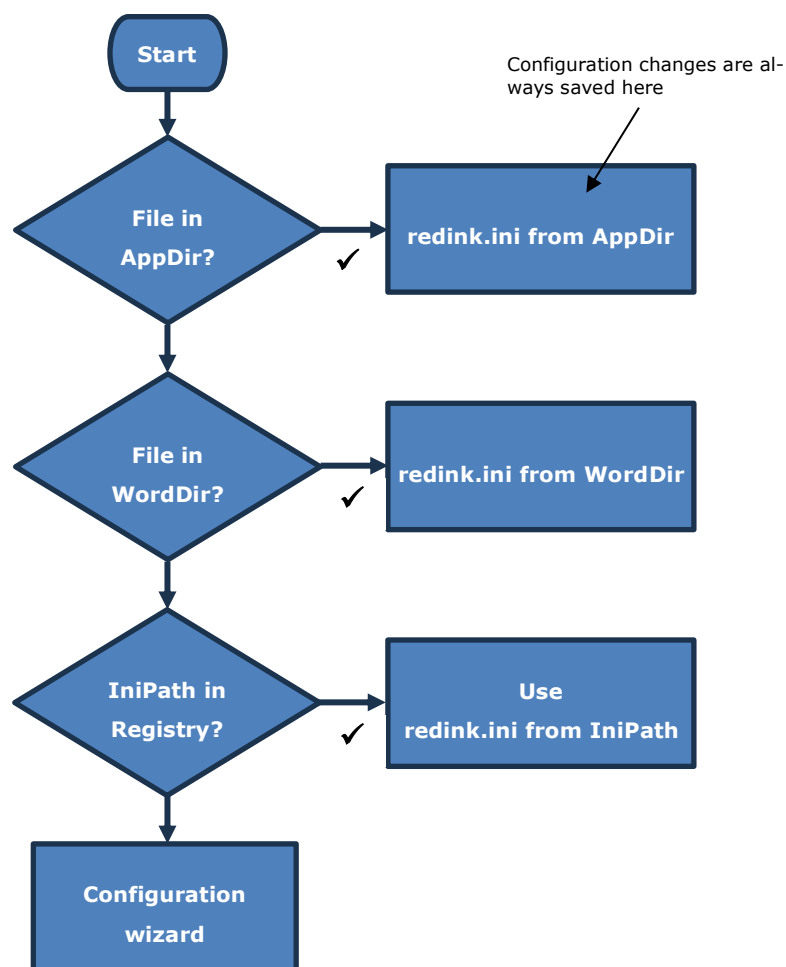 Start
Configuration changes are al-
ways saved here
File in
AppDir?
redink.ini from AppDir
✓
File in
WordDir?
redink.ini from WordDir
✓
IniPath in
Registry?
Use
redink.ini from IniPath
✓
Configuration
wizard